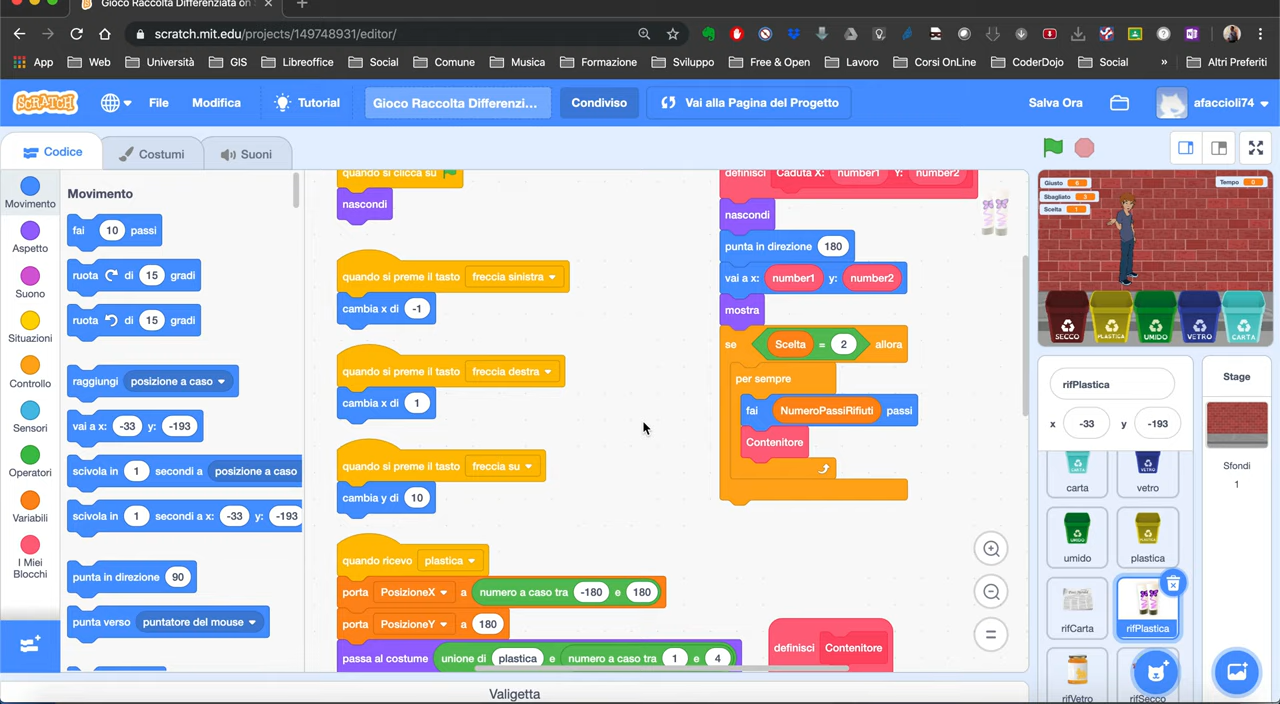 Gioco Raccolta Differenziata on S
scratch.mit.edu/projects/149748931/editor/
App Web Università GIS Libreoffice Social Comune Musica Formazione Sviluppo Free & Open Lavoro Corsi OnLine CoderDojo Social » Altri Preferiti
SCRATCH File Modifica Tutorial Gioco Raccolta Differenzi... Condiviso Vai alla Pagina del Progetto Salva Ora afaccioli74
Codice Costumi Suoni
Movimento
Aspetto
Suono
Situazioni
Controllo
Sensori
Operatori
Variabili
I Miei
Blocchi
Movimento
fai 10 passi
ruota di 15 gradi
ruota di 15 gradi
raggiungi posizione a caso
vai a x: -33 y: -193
scivola in 1 secondi a posizione a caso
scivola in 1 secondi a x: -33 y: -193
punta in direzione 90
punta verso puntatore del mouse
quando si clicca su
nascondi
quando si preme il tasto freccia sinistra
cambia x di -1
quando si preme il tasto freccia destra
cambia x di 1
quando si preme il tasto freccia su
cambia y di 10
quando ricevo plastica
porta PosizioneX a numero a caso tra -180 e 180
porta PosizioneY a 180
passa al costume unione di plastica e numero a caso tra 1 e 4
definisci Caduta X: number1 Y: number2
nascondi
punta in direzione 180
vai a x: number1 y: number2
mostra
se Scelta = 2 allora
per sempre
fai NumeroPassiRifiuti passi
Contenitore
definisci Contenitore
Giusto
Sbagliato
Scelta 1
Tempo 0
SECCO PLASTICA UMIDO VETRO CARTA
rifPlastica
x -33 y -193
carta vetro
umido plastica
rifCarta rifPlastica
rifVetro rifSecco
Stage
Sfondi
1
Valigetta